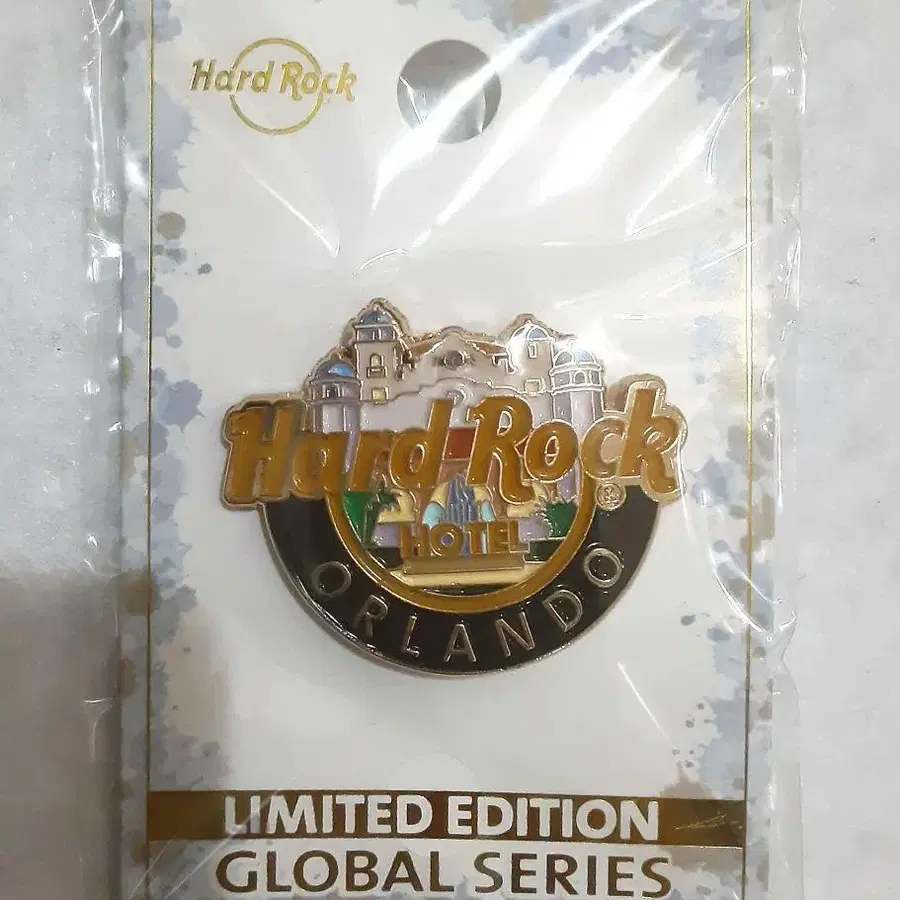 Hard Rock
Hard Rock®
HOTEL
ORLANDO
LIMITED EDITION
GLOBAL SERIES